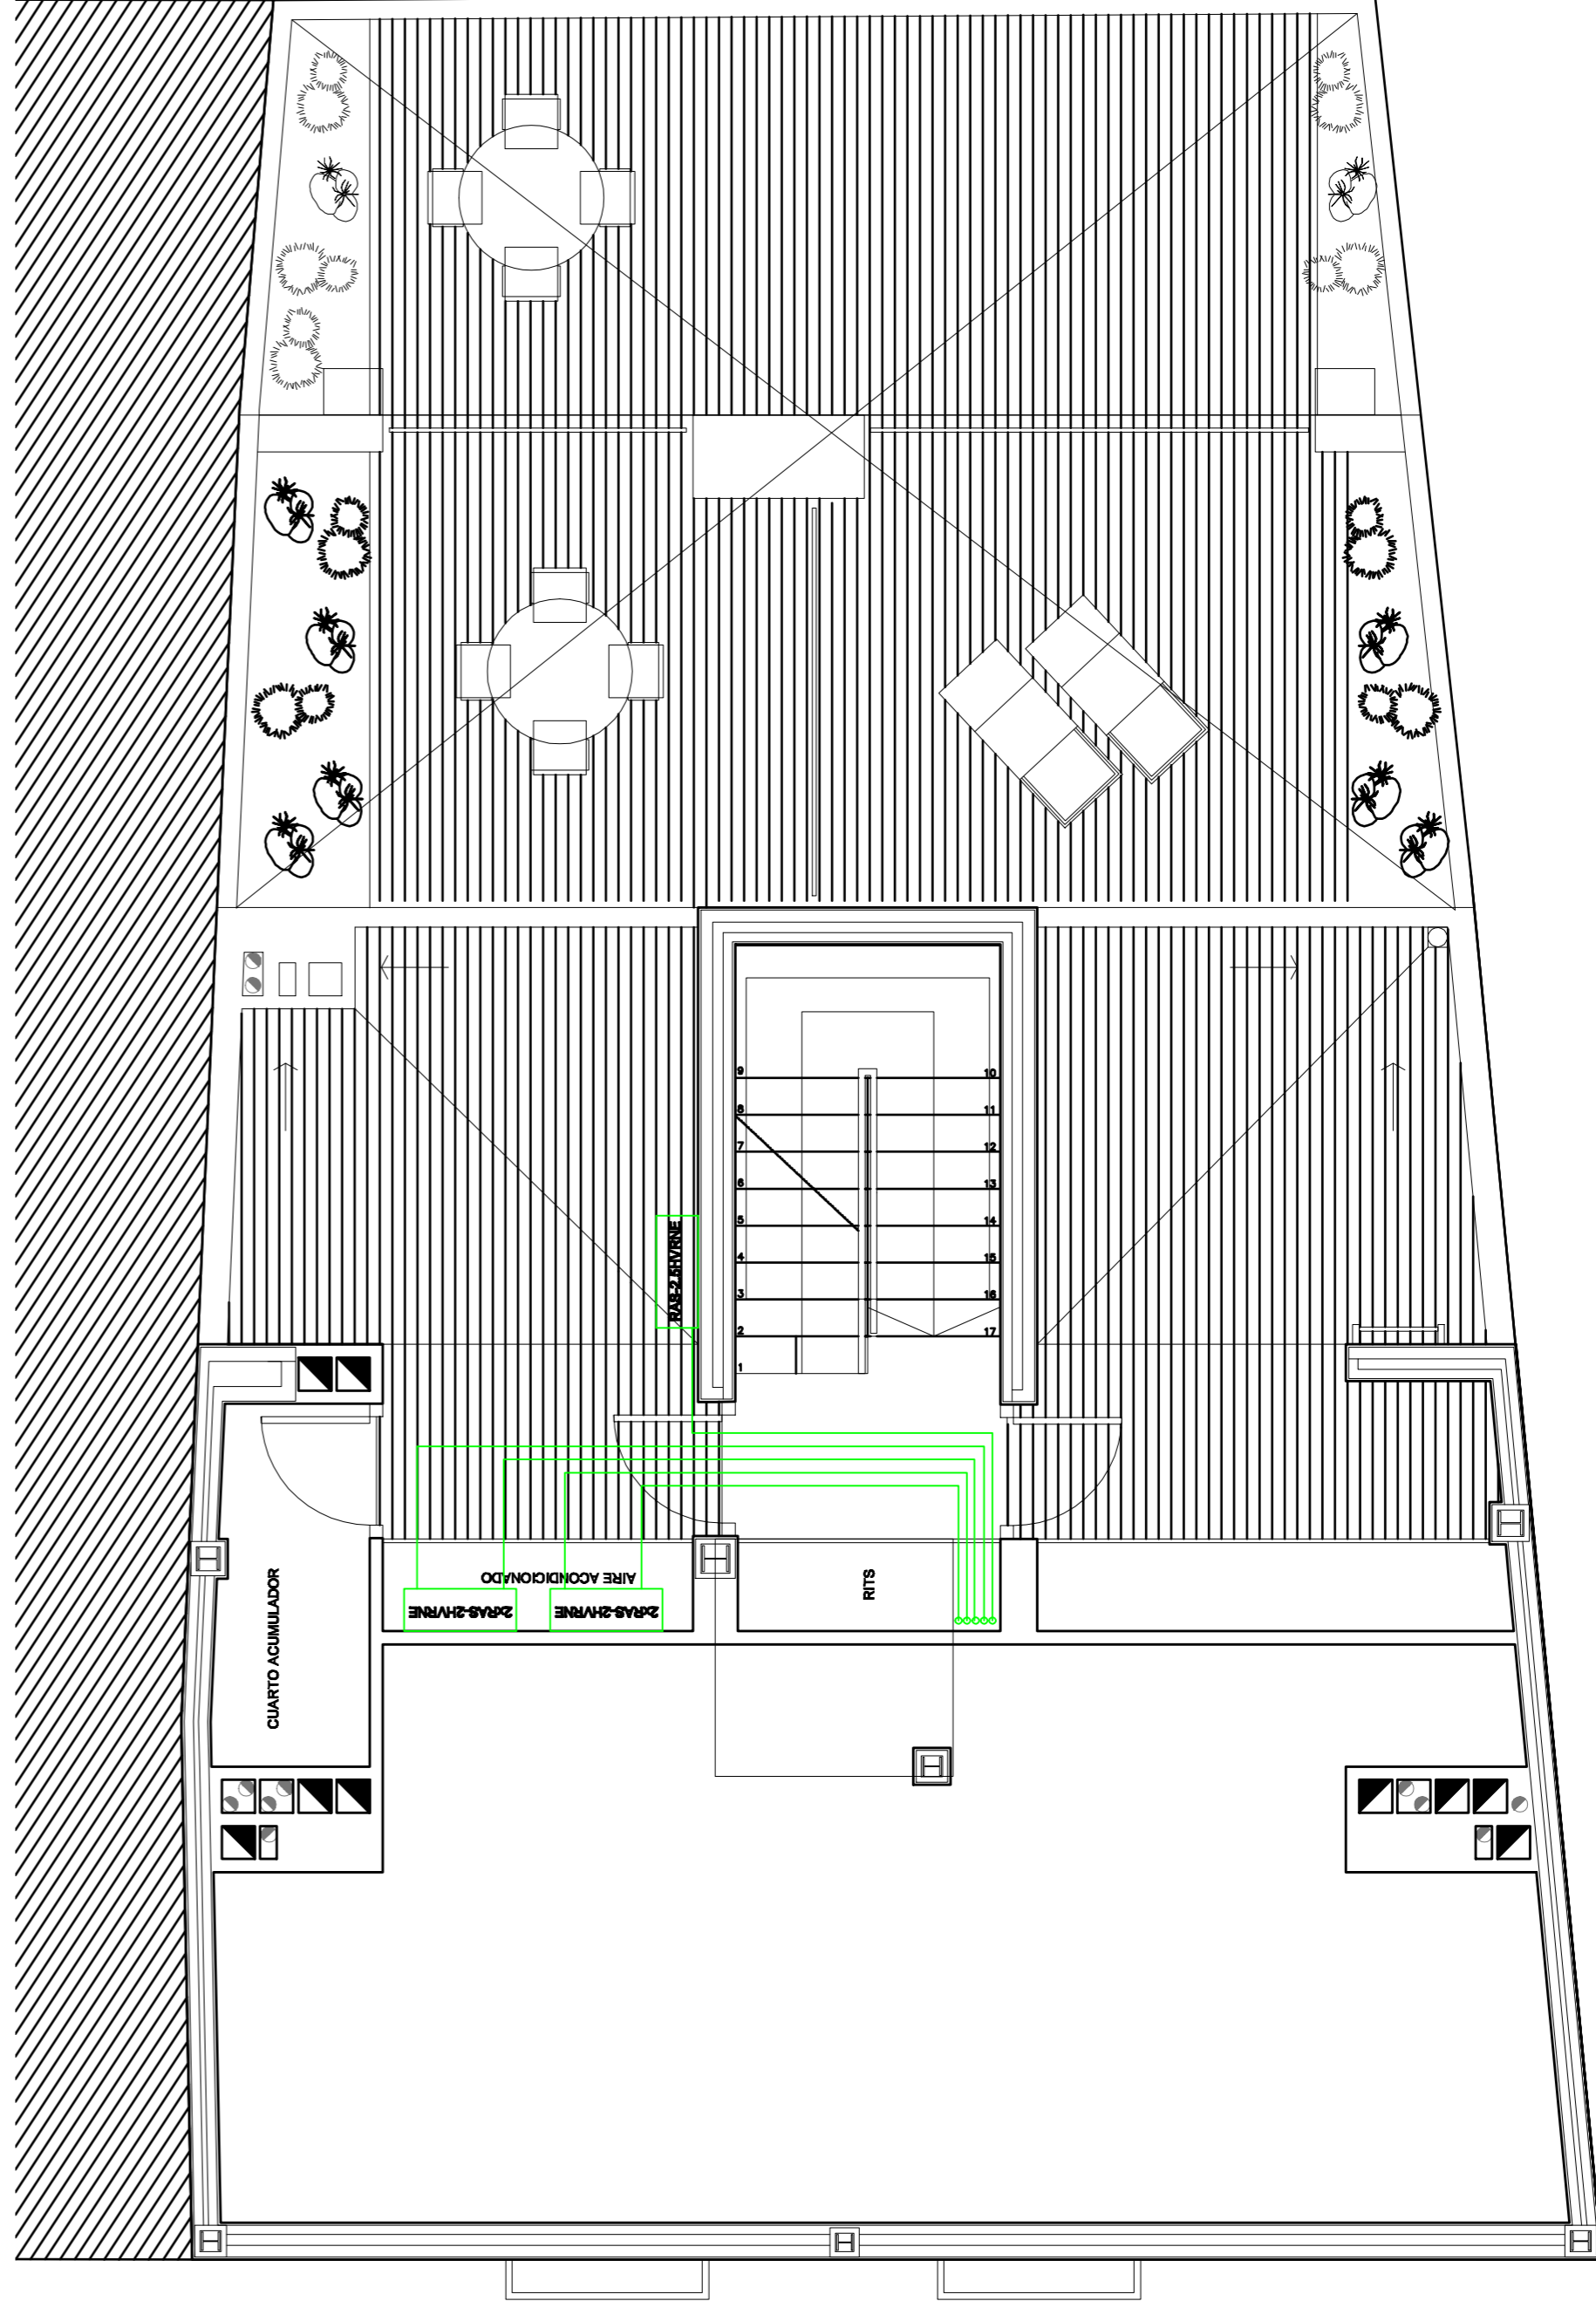 9
10
8
11
7
12
6
13
5
14
4
15
3
16
2
17
1
RAS-2.5HVRNE
AIRE ACONDICIONADO
2xRAS-2HVRNE
2xRAS-2HVRNE
RITS
CUARTO ACUMULADOR